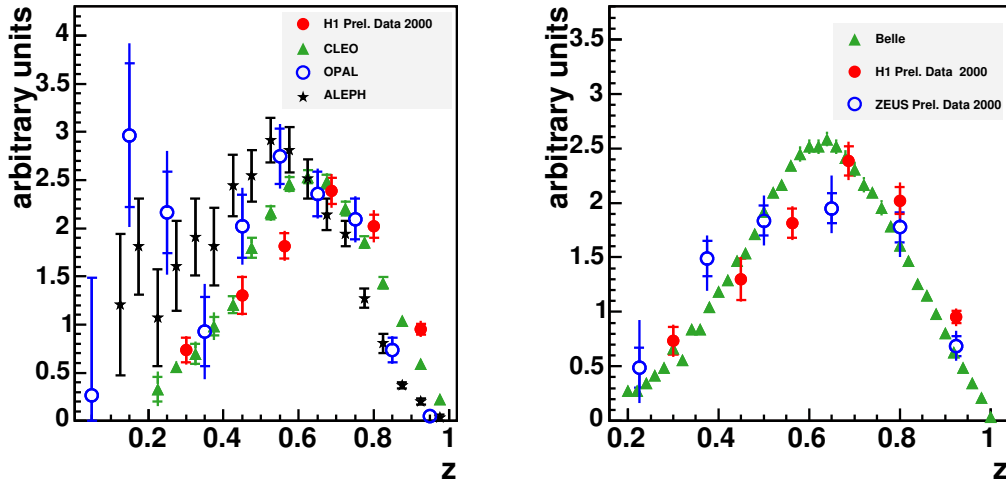 arbitrary units
4
3.5
3
2.5
2
1.5
1
0.5
0
H1 Prel. Data 2000
CLEO
OPAL
ALEPH
0.2 0.4 0.6 0.8 1
z
arbitrary units
3.5
3
2.5
2
1.5
1
0.5
0
Belle
H1 Prel. Data 2000
ZEUS Prel. Data 2000
0.2 0.4 0.6 0.8 1
z